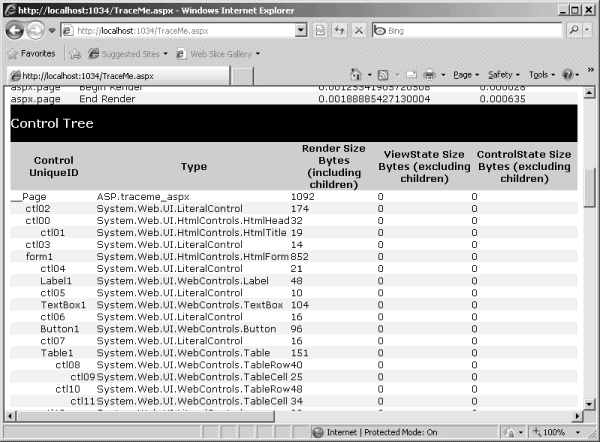 http://localhost:1034/TraceMe.aspx - Windows Internet Explorer
http://localhost:1034/TraceMe.aspx
Bing
Favorites Suggested Sites Web Slice Gallery
http://localhost:1034/TraceMe.aspx
Page Safety Tools
aspx.page Begin Render 0.000028
aspx.page End Render 0.00188885427130004 0.000635
Control Tree
Control UniqueID Type Render Size Bytes (including children) ViewState Size Bytes (excluding children) ControlState Size Bytes (excluding children)
__Page ASP.traceme_aspx 1092 0 0
ctl02 System.Web.UI.LiteralControl 174 0 0
ctl00 System.Web.UI.HtmlControls.HtmlHead 32 0 0
ctl01 System.Web.UI.HtmlControls.HtmlTitle 19 0 0
ctl03 System.Web.UI.LiteralControl 14 0 0
form1 System.Web.UI.HtmlControls.HtmlForm 852 0 0
ctl04 System.Web.UI.LiteralControl 21 0 0
Label1 System.Web.UI.WebControls.Label 48 0 0
ctl05 System.Web.UI.LiteralControl 10 0 0
TextBox1 System.Web.UI.WebControls.TextBox 104 0 0
ctl06 System.Web.UI.LiteralControl 16 0 0
Button1 System.Web.UI.WebControls.Button 96 0 0
ctl07 System.Web.UI.LiteralControl 16 0 0
Table1 System.Web.UI.WebControls.Table 151 0 0
ctl08 System.Web.UI.WebControls.TableRow 40 0 0
ctl09 System.Web.UI.WebControls.TableCell 25 0 0
ctl10 System.Web.UI.WebControls.TableRow 48 0 0
ctl11 System.Web.UI.WebControls.TableCell 34 0 0
Internet | Protected Mode: On 100%